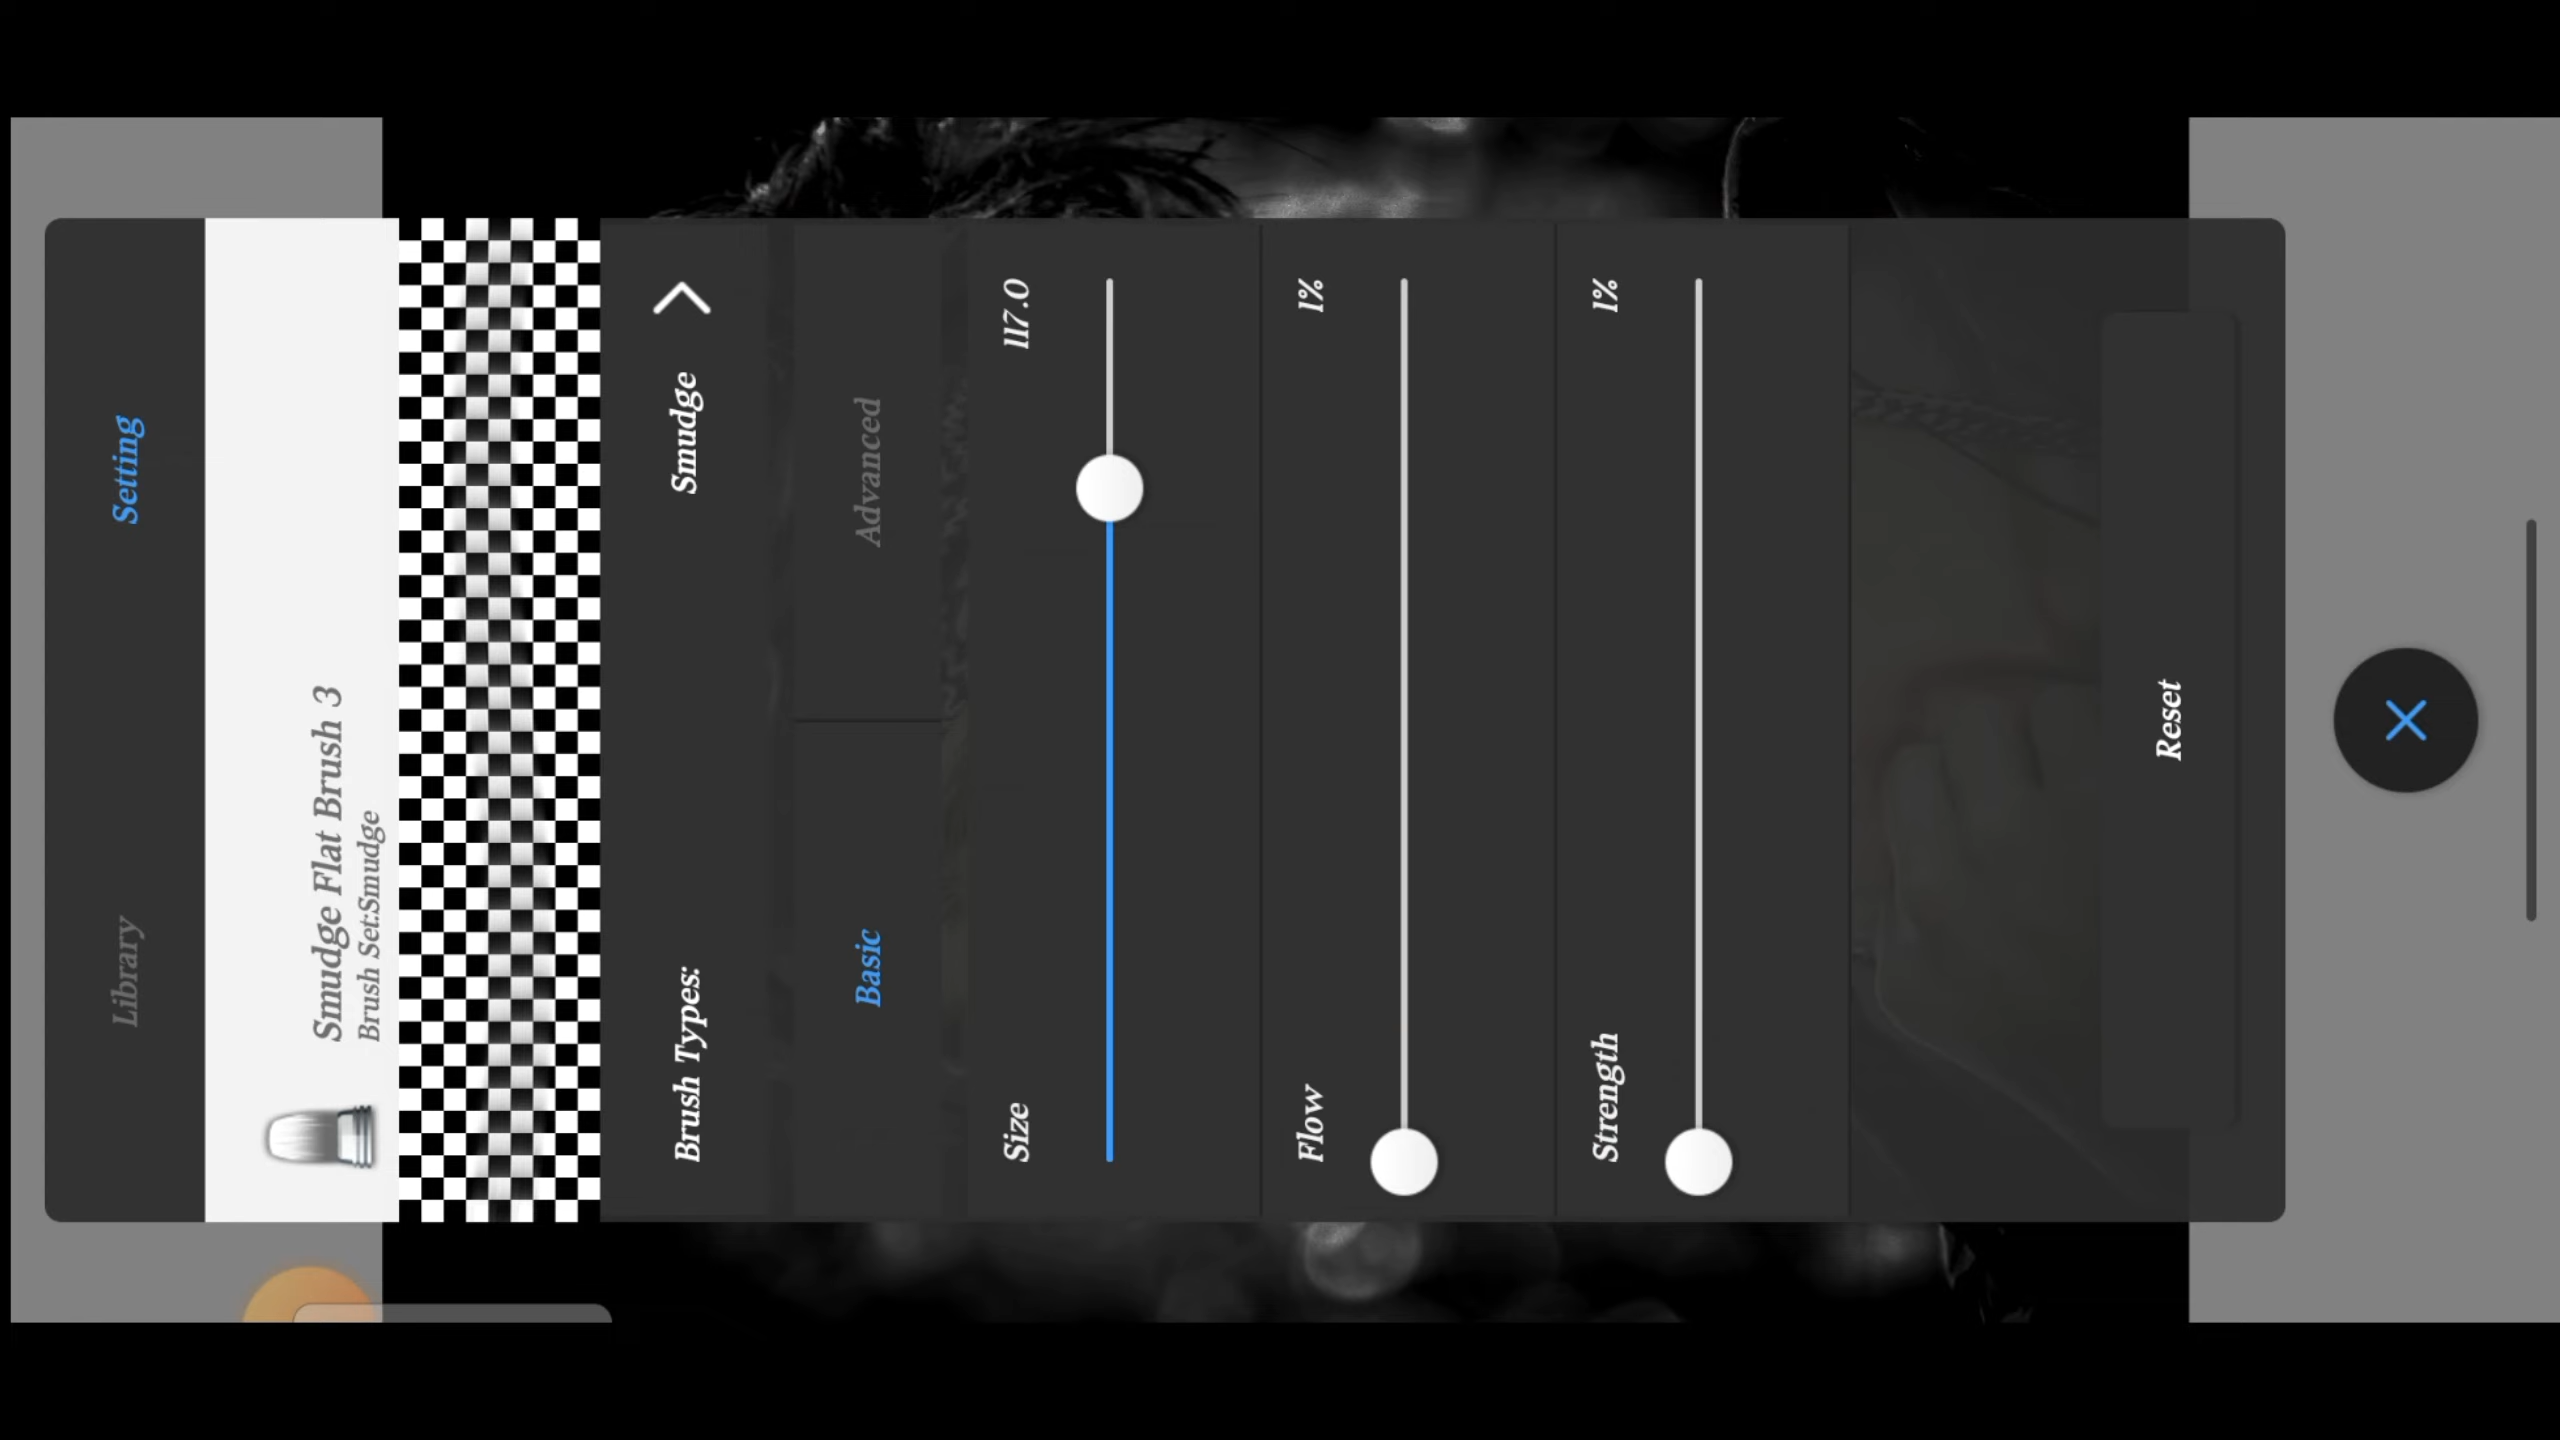 Library
Setting
Smudge Flat Brush 3
Brush Set:Smudge
Brush Types:
Smudge
Basic
Advanced
Size
117.0
Flow
1%
Strength
1%
Reset